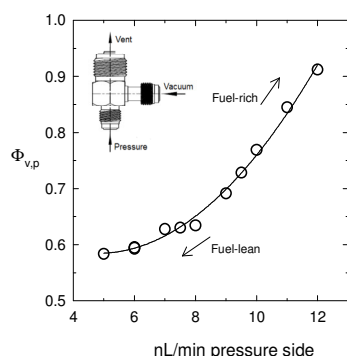 Vent
Vacuum
Pressure
Fuel-rich
Fuel-lean
Φv,p
1.0
0.9
0.8
0.7
0.6
0.5
4 6 8 10 12
nL/min pressure side